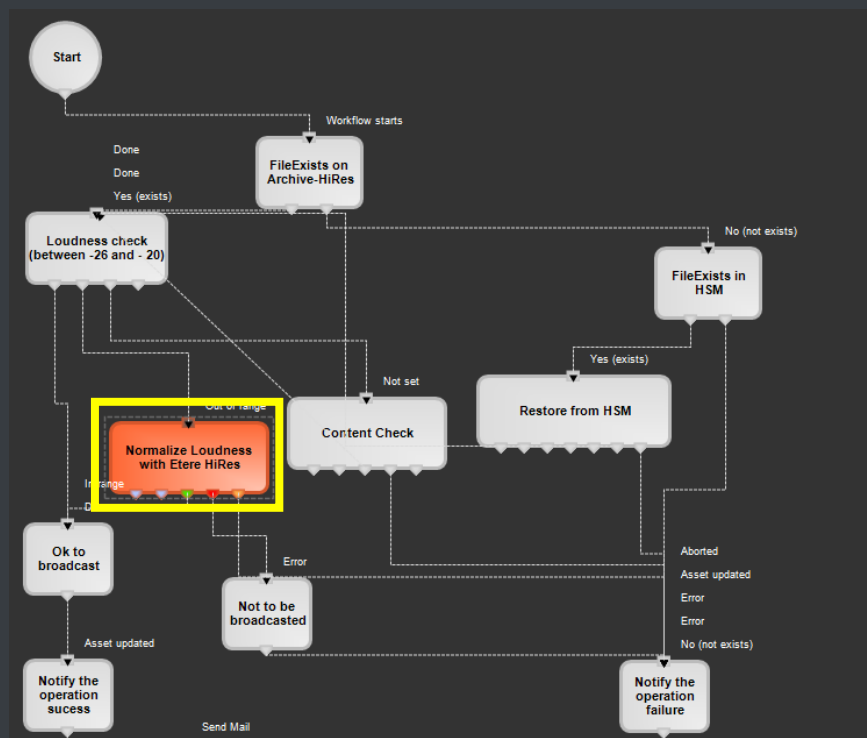 Start
Workflow starts
Done
Done
Yes (exists)
FileExists on
Archive-HiRes
Loudness check
(between -26 and - 20)
No (not exists)
FileExists in
HSM
Yes (exists)
Not set
Restore from HSM
Out of range
Content Check
Normalize Loudness
with Etere HiRes
In range
Ok to
broadcast
Error
Aborted
Asset updated
Error
Error
No (not exists)
Not to be
broadcasted
Asset updated
Notify the
operation
sucess
Notify the
operation
failure
Send Mail